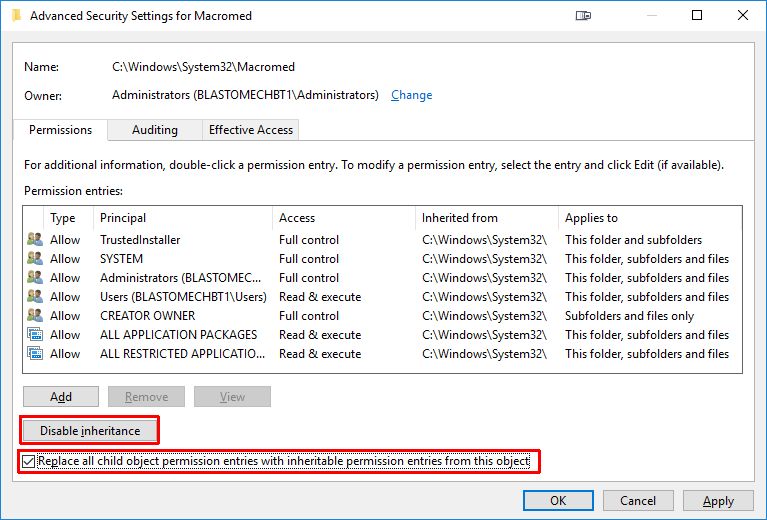 Advanced Security Settings for Macromed
Name: C:\Windows\System32\Macromed
Owner: Administrators (BLASTOMECHBT1\Administrators) Change
Permissions Auditing Effective Access
For additional information, double-click a permission entry. To modify a permission entry, select the entry and click Edit (if available).
Permission entries:
Type Principal Access Inherited from Applies to
Allow TrustedInstaller Full control C:\Windows\System32\ This folder and subfolders
Allow SYSTEM Full control C:\Windows\System32\ This folder, subfolders and files
Allow Administrators (BLASTOMEC... Full control C:\Windows\System32\ This folder, subfolders and files
Allow Users (BLASTOMECHBT1\Users) Read & execute C:\Windows\System32\ This folder, subfolders and files
Allow CREATOR OWNER Full control C:\Windows\System32\ Subfolders and files only
Allow ALL APPLICATION PACKAGES Read & execute C:\Windows\System32\ This folder, subfolders and files
Allow ALL RESTRICTED APPLICATIO... Read & execute C:\Windows\System32\ This folder, subfolders and files
Add Remove View
Disable inheritance
Replace all child object permission entries with inheritable permission entries from this object
OK Cancel Apply